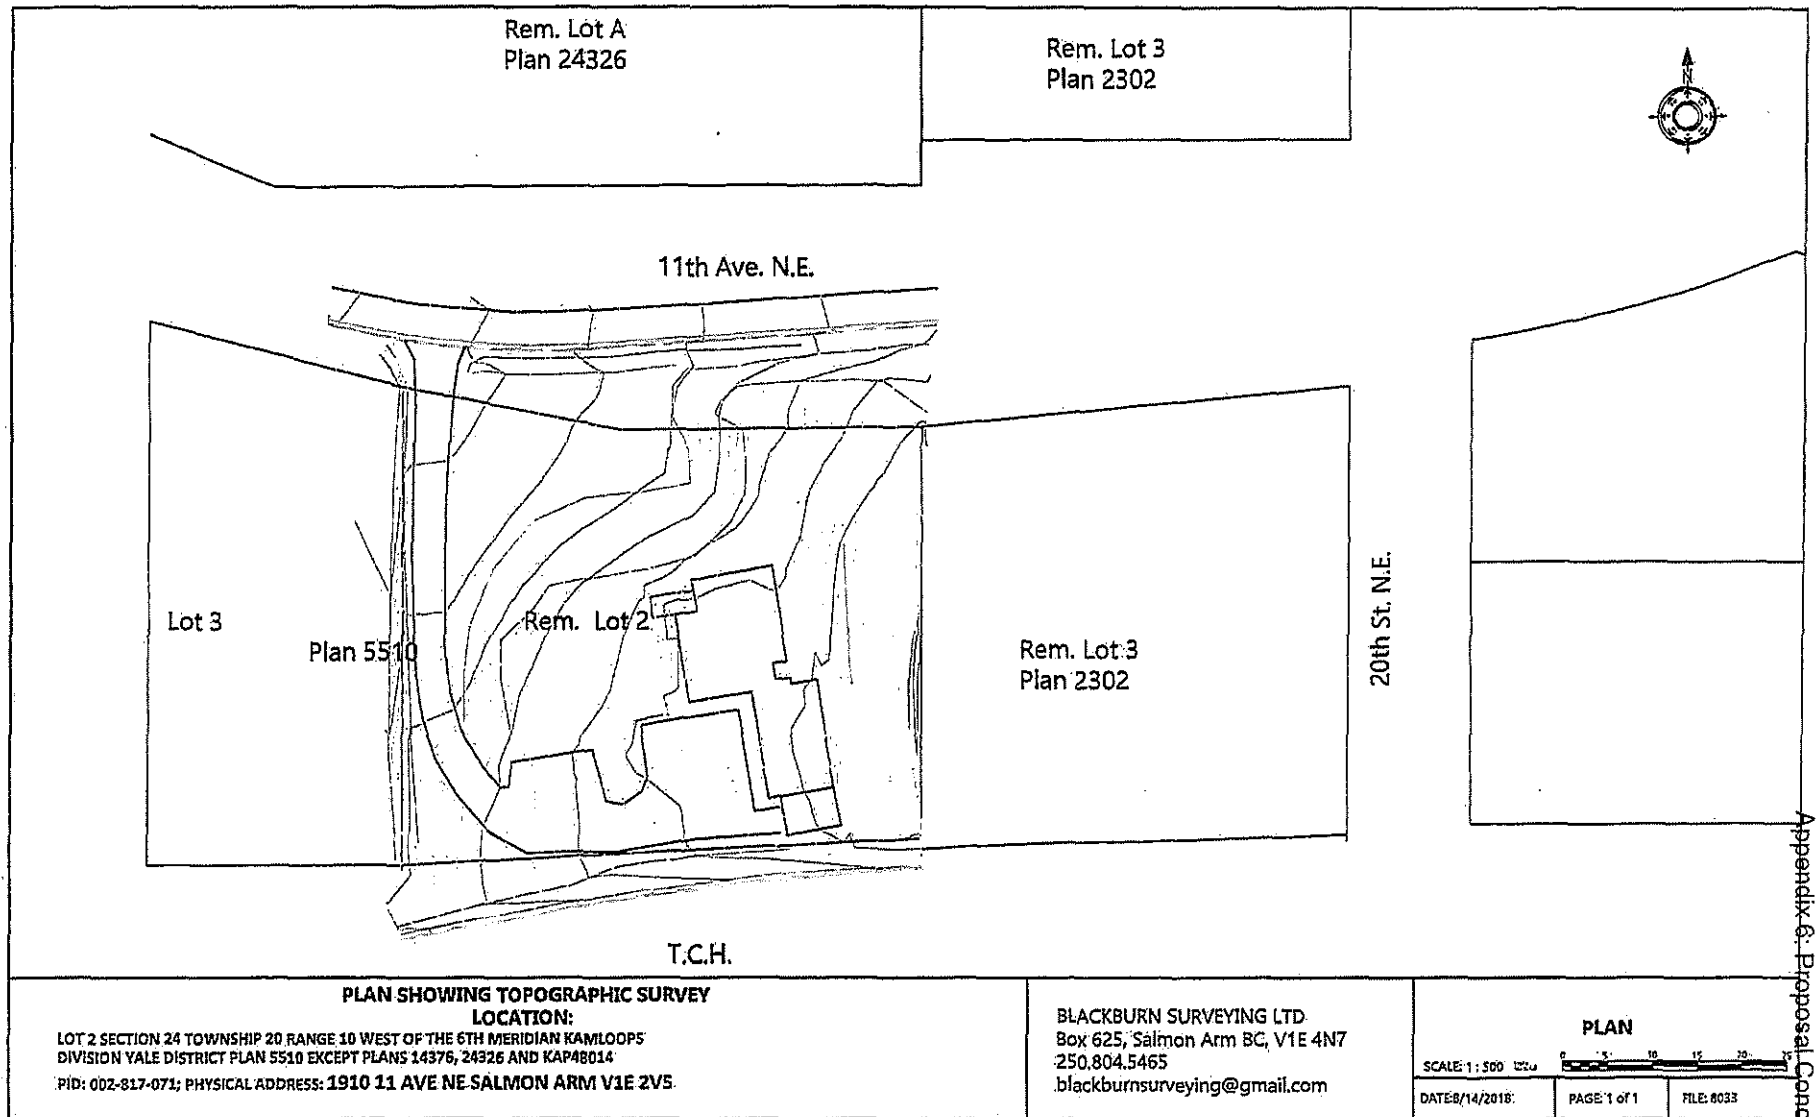 Rem. Lot A
Plan 24326
Rem. Lot 3
Plan 2302
N
11th Ave. N.E.
Lot 3
Plan 5510
Rem. Lot 2
Rem. Lot 3
Plan 2302
20th St. N.E.
T.C.H.
PLAN SHOWING TOPOGRAPHIC SURVEY
LOCATION:
LOT 2 SECTION 24 TOWNSHIP 20 RANGE 10 WEST OF THE 6TH MERIDIAN KAMLOOPS
DIVISION YALE DISTRICT PLAN 5510 EXCEPT PLANS 14376, 24326 AND KAP48014
PID: 002-817-071; PHYSICAL ADDRESS: 1910 11 AVE NE SALMON ARM V1E 2V5
BLACKBURN SURVEYING LTD
Box 625, Salmon Arm BC, V1E 4N7
250.804.5465
blackburnsurveying@gmail.com
PLAN
SCALE 1 : 500
0 5 10 15 20 25
DATE:8/14/2018
PAGE 1 of 1
FILE: 8033
Appendix 6: Proposal Conc